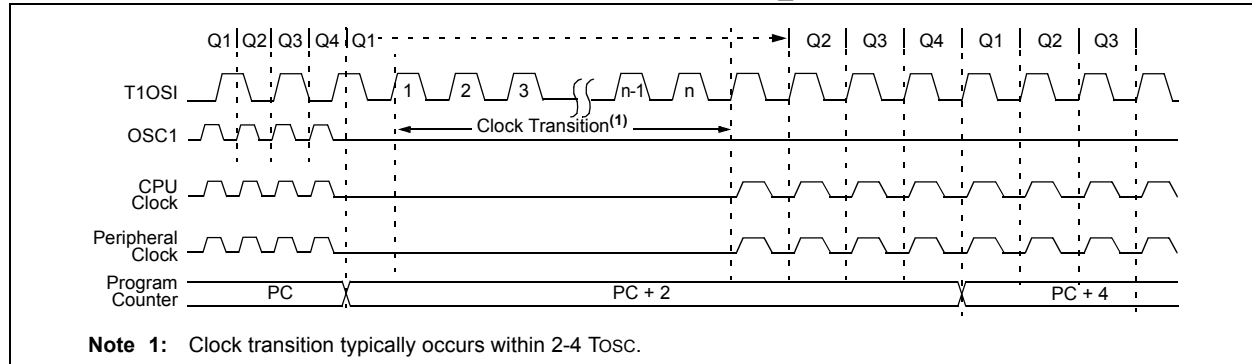 Q1 Q2 Q3 Q4 Q1 Q2 Q3 Q4 Q1 Q2 Q3
T1OSI 1 2 3 n-1 n
OSC1 Clock Transition(1)
CPU
Clock
Peripheral
Clock
Program
Counter PC PC + 2 PC + 4
Note 1: Clock transition typically occurs within 2-4 TOSC.